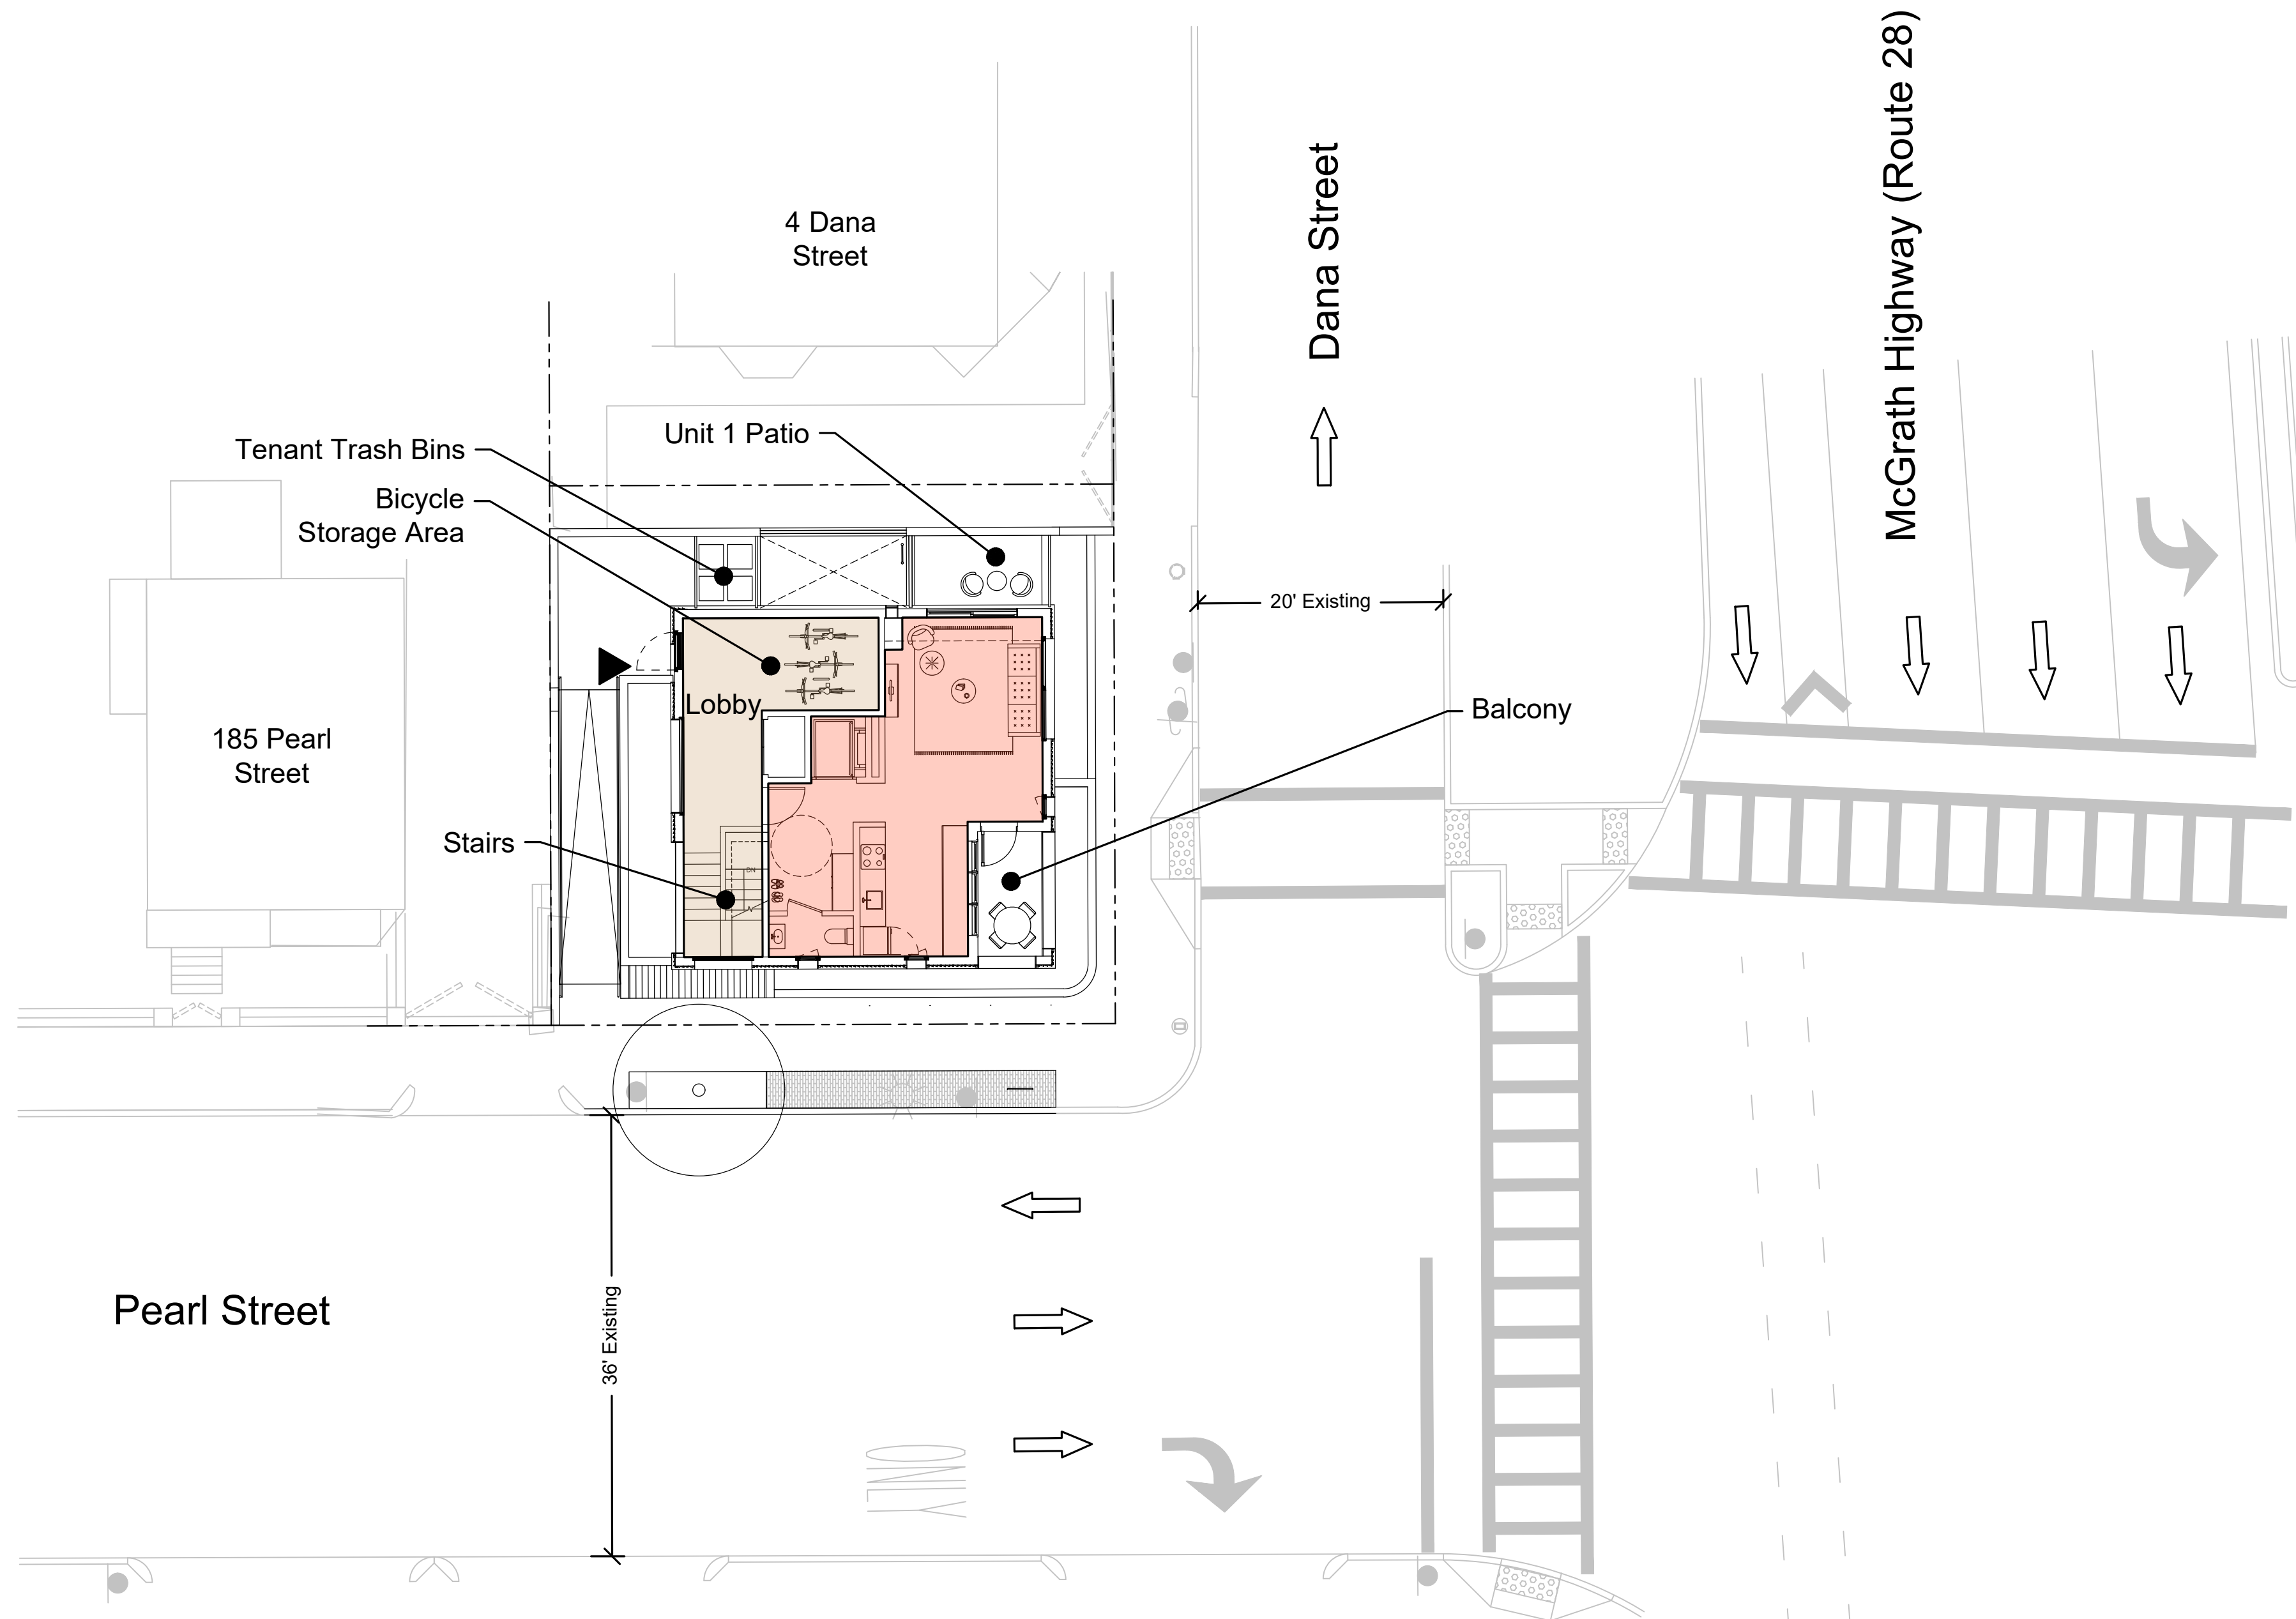 McGrath Highway (Route 28)
Dana Street
4 Dana
Street
Unit 1 Patio
Tenant Trash Bins
Bicycle
Storage Area
20' Existing
Lobby
Balcony
185 Pearl
Street
Stairs
DN
Pearl Street
36' Existing
ONLY